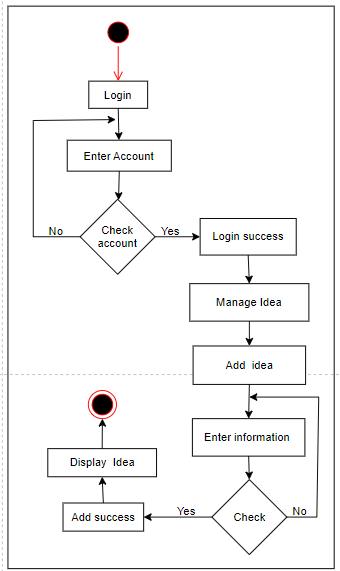 Login
Enter Account
Check
account
No
Yes
Login success
Manage Idea
Add idea
Enter information
Check
No
Yes
Add success
Display Idea